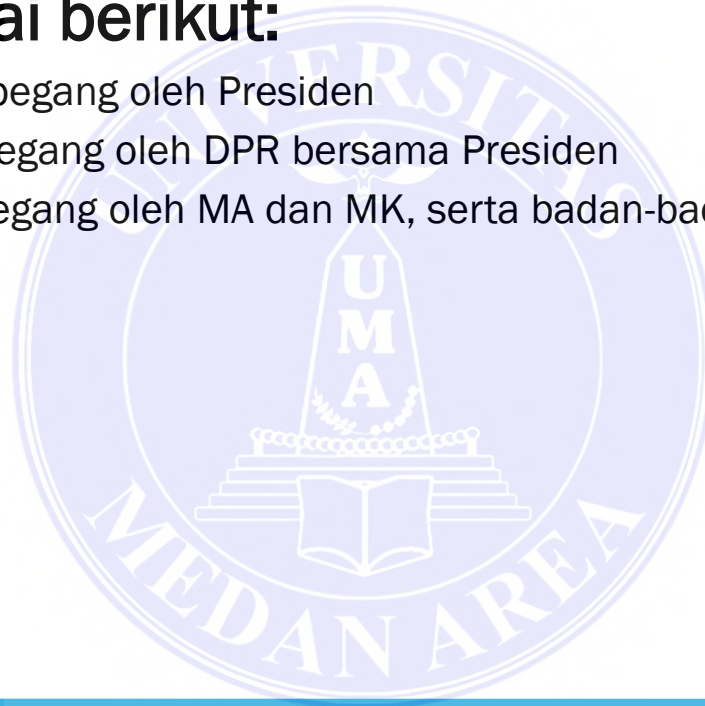 ai berikut:
pegang oleh Presiden
egang oleh DPR bersama Presiden
egang oleh MA dan MK, serta badan-bad
UNIVERSITAS
U
M
A
MEDAN AREA